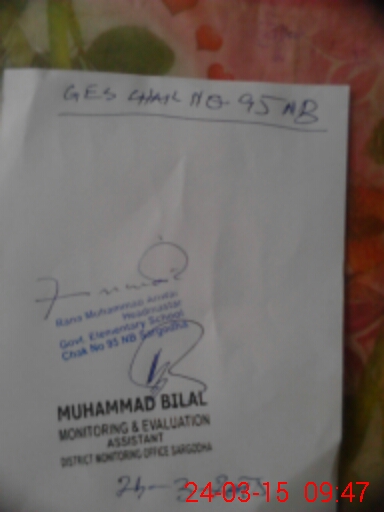 GES CHAK NO. 95 NB
Rana Muhammad
Headmaster
Govt. Elementary School
Chak No 95 NB Sargodha
MUHAMMAD BILAL
MONITORING & EVALUATION
ASSISTANT
DISTRICT MONITORING OFFICE SARGODHA
24-03-15 09:47